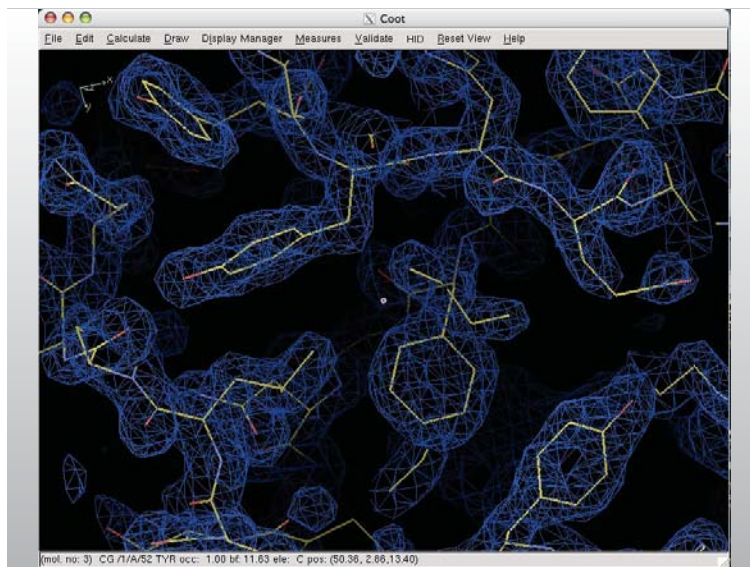 Coot
File Edit Calculate Draw Display Manager Measures Validate HID Reset View Help
x
y
(mol. no: 3) CG /1/A/52 TYR occ: 1.00 bf: 11.63 ele: C pos: (50.36, 2.66,13.40)